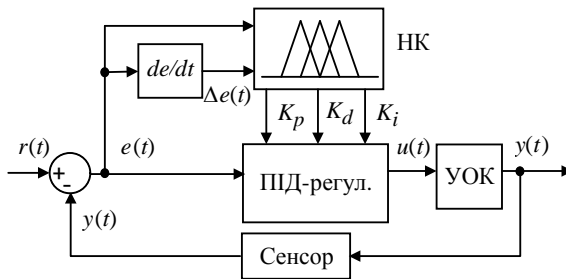 НК
de/dt
Δe(t)
K_p K_d K_i
r(t) + e(t) u(t) y(t)
-
ПІД-регул.
УОК
y(t)
Сенсор